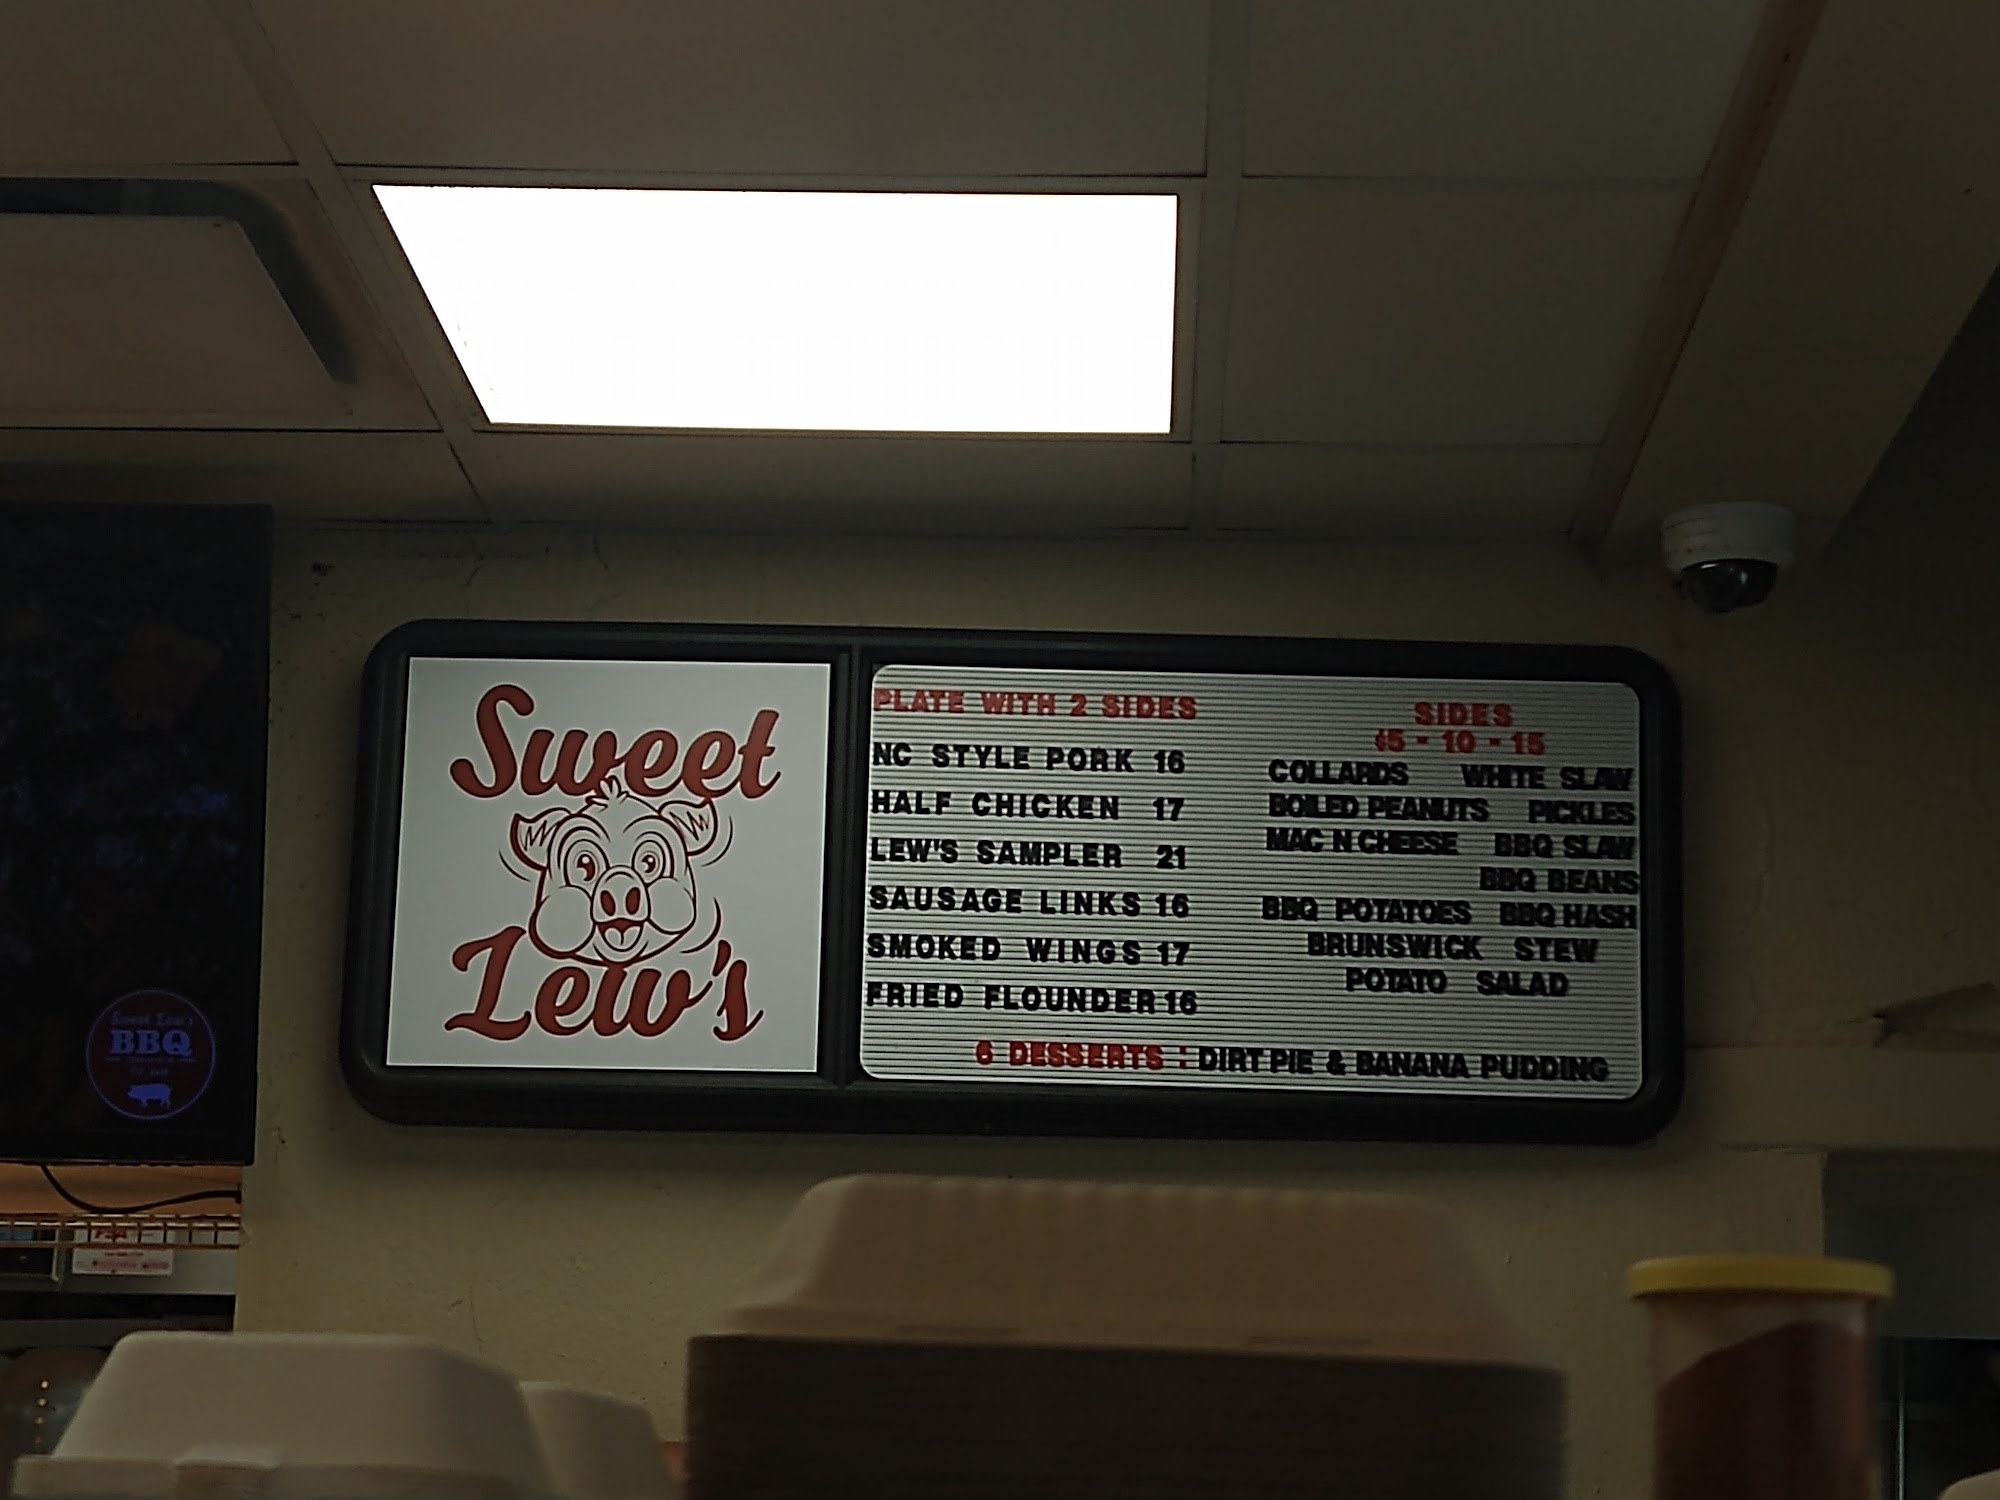 Sweet
Lew's
PLATE WITH 2 SIDES
NC STYLE PORK 16
HALF CHICKEN 17
LEW'S SAMPLER 21
SAUSAGE LINKS 16
SMOKED WINGS 17
FRIED FLOUNDER 16
SIDES
$5 - 10 - 15
COLLARDS WHITE SLAW
BOILED PEANUTS PICKLES
MAC N CHEESE BBQ SLAW
BBQ BEANS
BBQ POTATOES BBQ HASH
BRUNSWICK STEW
POTATO SALAD
6 DESSERTS : DIRT PIE & BANANA PUDDING
Sweet Lew's
BBQ